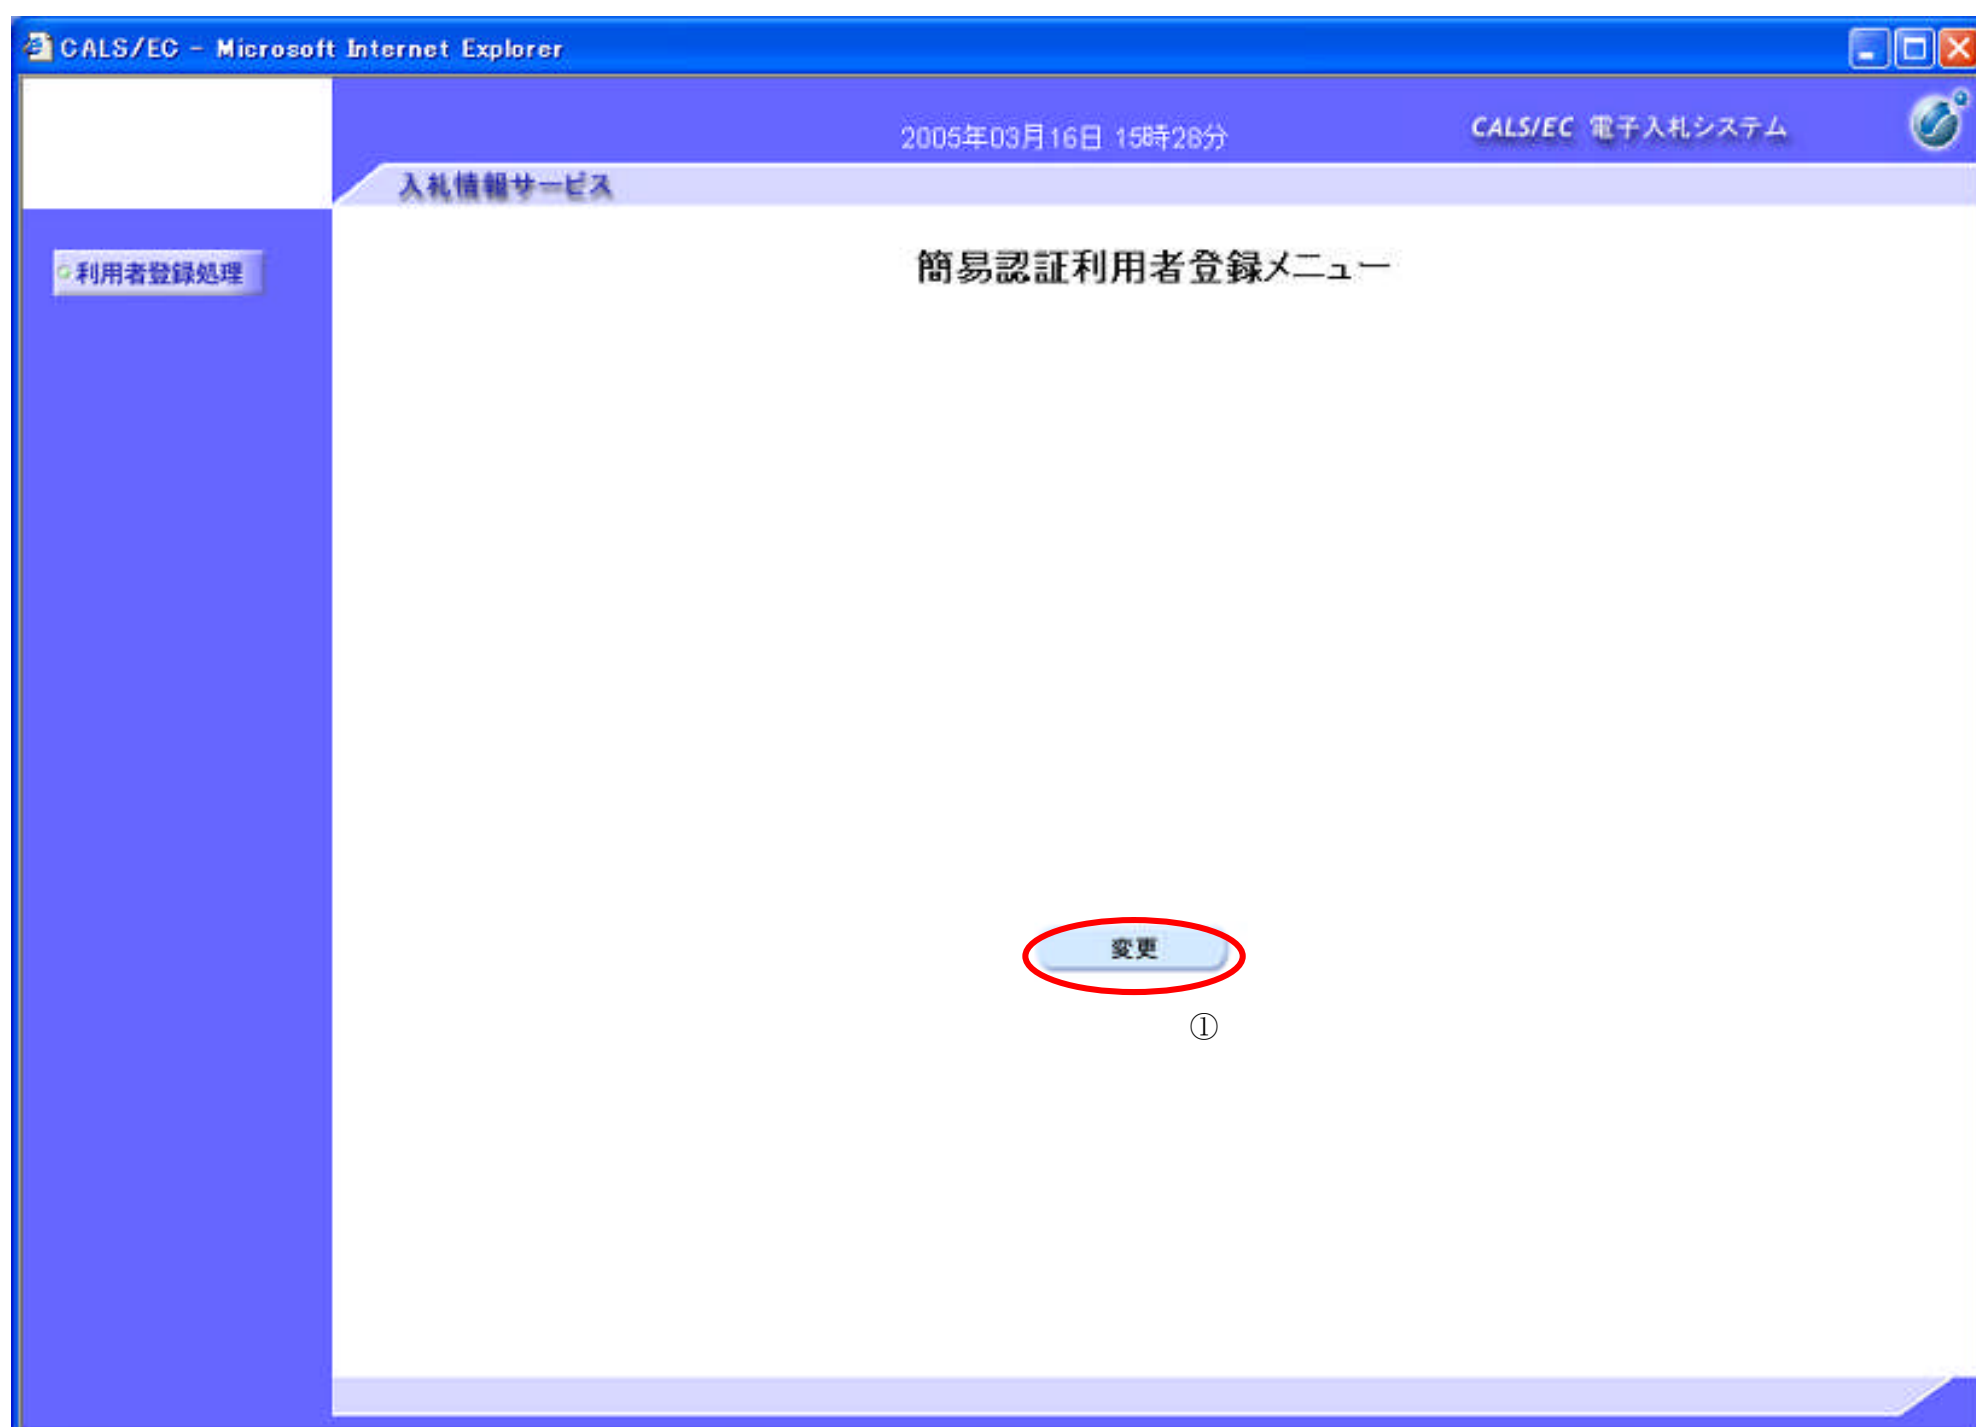 CALS/EC - Microsoft Internet Explorer
2005年03月16日 15時28分
CALS/EC 電子入札システム
入札情報サービス
利用者登録処理
簡易認証利用者登録メニュー
変更
①